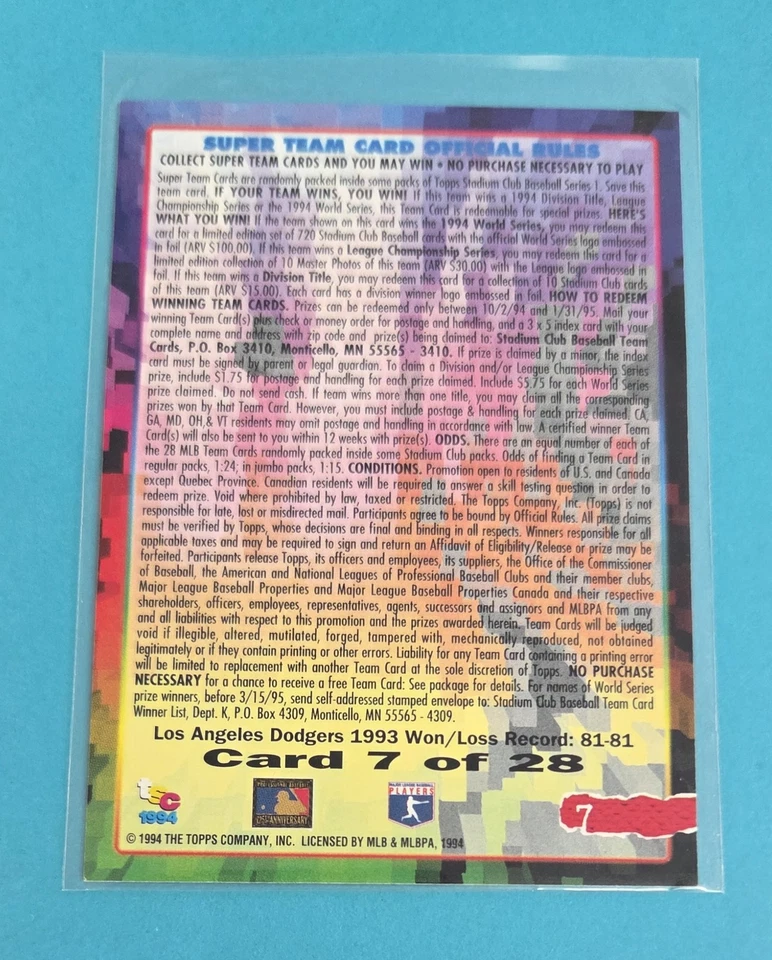 SUPER TEAM CARD OFFICIAL RULES
COLLECT SUPER TEAM CARDS AND YOU MAY WIN • NO PURCHASE NECESSARY TO PLAY
Super Team Cards are randomly packed inside some packs of Topps Stadium Club Baseball Series 1. Save this
team card. IF YOUR TEAM WINS, YOU WIN! If this team wins a 1994 Division Title, League
Championship Series or the 1994 World Series, this Team Card is redeemable for special prizes. HERE'S
WHAT YOU WIN! If the team shown on this card wins the 1994 World Series, you may redeem this
card for a limited edition set of 720 Stadium Club Baseball cards with the official World Series logo embossed
in foil (ARV $100.00). If this team wins a League Championship Series, you may redeem this card for a
limited edition collection of 10 Master Photos of this team (ARV $30.00) with the League logo embossed in
foil. If this team wins a Division Title, you may redeem this card for a collection of 10 Stadium Club cards
of this team (ARV $15.00). Each card has a division winner logo embossed in foil. HOW TO REDEEM
WINNING TEAM CARDS. Prizes can be redeemed only between 10/2/94 and 1/31/95. Mail your
winning Team Card(s) plus check or money order for postage and handling, and a 3 x 5 index card with your
complete name and address with zip code and prize(s) being claimed to: Stadium Club Baseball Team
Cards, P.O. Box 3410, Monticello, MN 55565 - 3410. If prize is claimed by a minor, the index
card must be signed by parent or legal guardian. To claim a Division and/or League Championship Series
prize, include $1.75 for postage and handling for each prize claimed. Include $5.75 for each World Series
prize claimed. Do not send cash. If team wins more than one title, you may claim all the corresponding
prizes won by that Team Card. However, you must include postage & handling for each prize claimed. CA,
GA, MD, OH,& VT residents may omit postage and handling in accordance with law. A certified winner Team
Card(s) will also be sent to you within 12 weeks with prize(s). ODDS. There are an equal number of each of
the 28 MLB Team Cards randomly packed inside some Stadium Club packs. Odds of finding a Team Card in
regular packs, 1:24; in jumbo packs, 1:15. CONDITIONS. Promotion open to residents of U.S. and Canada
except Quebec Province. Canadian residents will be required to answer a skill testing question in order to
redeem prize. Void where prohibited by law, taxed or restricted. The Topps Company, Inc. (Topps) is not
responsible for late, lost or misdirected mail. Participants agree to be bound by Official Rules. All prize claims
must be verified by Topps, whose decisions are final and binding in all respects. Winners responsible for all
applicable taxes and may be required to sign and return an Affidavit of Eligibility/Release or prize may be
forfeited. Participants release Topps, its officers and employees, its suppliers, the Office of the Commissioner
of Baseball, the American and National Leagues of Professional Baseball Clubs and their member clubs,
Major League Baseball Properties and Major League Baseball Properties Canada and their respective
shareholders, officers, employees, representatives, agents, successors and assignors and MLBPA from any
and all liabilities with respect to this promotion and the prizes awarded herein. Team Cards will be judged
void if illegible, altered, mutilated, forged, tampered with, mechanically reproduced, not obtained
legitimately or if they contain printing or other errors. Liability for any Team Card containing a printing error
will be limited to replacement with another Team Card at the sole discretion of Topps. NO PURCHASE
NECESSARY for a chance to receive a free Team Card: See package for details. For names of World Series
prize winners, before 3/15/95, send self-addressed stamped envelope to: Stadium Club Baseball Team Card
Winner List, Dept. K, P.O. Box 4309, Monticello, MN 55565 - 4309.
Los Angeles Dodgers 1993 Won/Loss Record: 81-81
Card 7 of 28
tsc
1994
PROFESSIONAL BASEBALL
125th ANNIVERSARY
MAJOR LEAGUE BASEBALL
PLAYERS
7
© 1994 THE TOPPS COMPANY, INC. LICENSED BY MLB & MLBPA, 1994